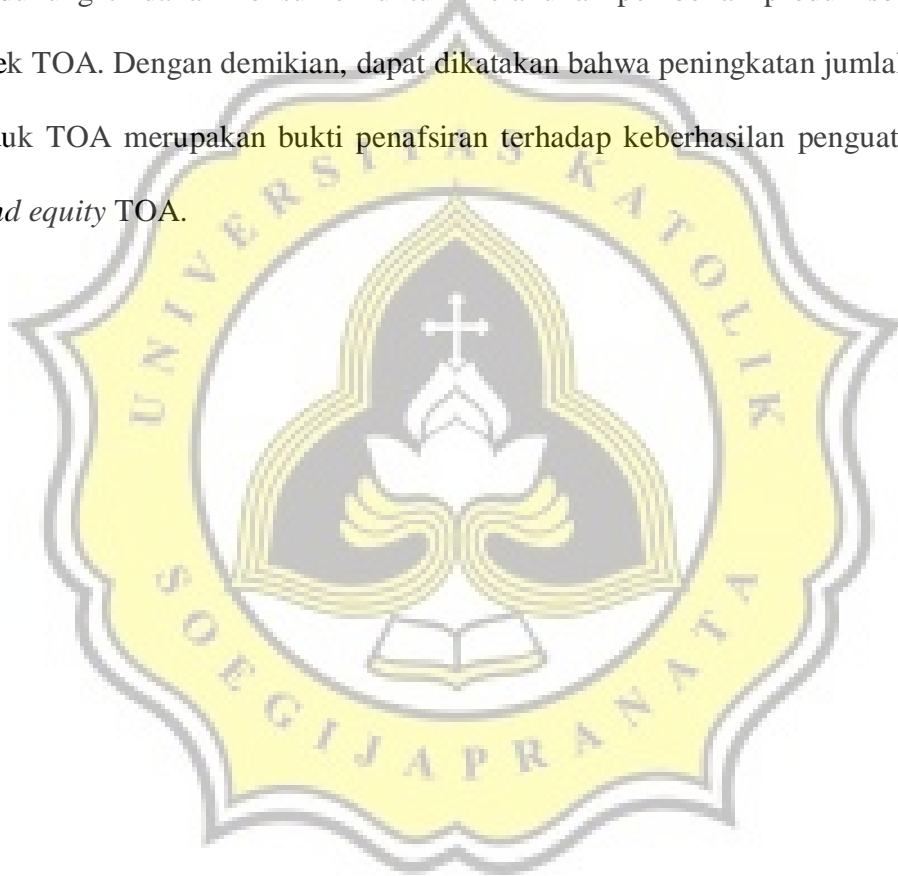 ek TOA. Dengan demikian, dapat dikatakan bahwa peningkatan jumla
uk TOA merupakan bukti penafsiran terhadap keberhasilan penguat
nd equity TOA.
UNIVERSITAS KATOLIK
SOEGIJAPRANATA